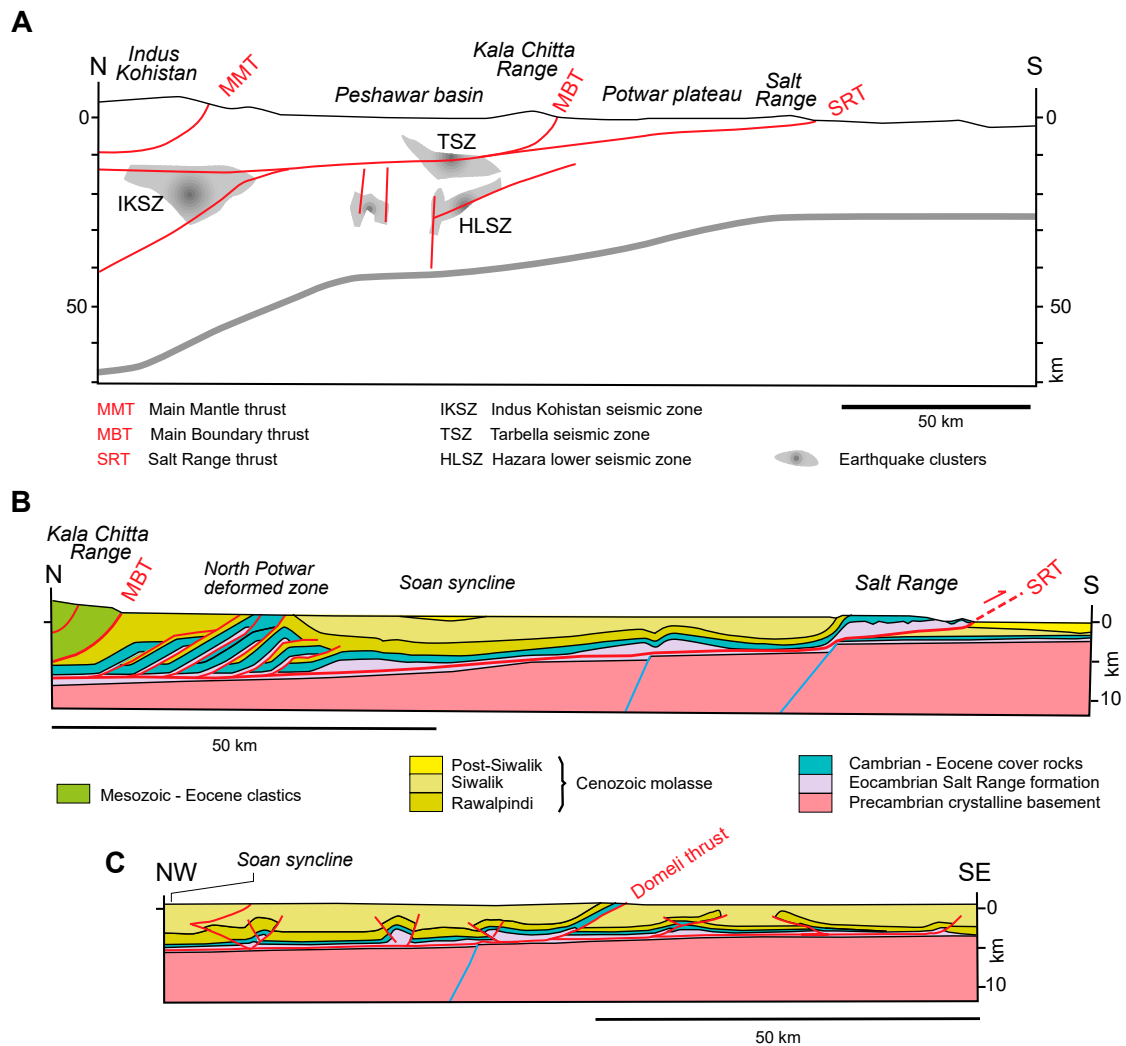 A
Indus
Kohistan
N
MMT
Peshawar basin
Kala Chitta
Range
MBT
Potwar plateau
Salt
Range
SRT
S
0
0
TSZ
IKSZ
HLSZ
50
50
km
50 km
MMT Main Mantle thrust
MBT Main Boundary thrust
SRT Salt Range thrust
IKSZ Indus Kohistan seismic zone
TSZ Tarbella seismic zone
HLSZ Hazara lower seismic zone
Earthquake clusters
B
Kala Chitta
Range
N
MBT
North Potwar
deformed zone
Soan syncline
Salt Range
SRT
S
0
km
10
50 km
Mesozoic - Eocene clastics
Post-Siwalik
Siwalik
Rawalpindi
Cenozoic molasse
Cambrian - Eocene cover rocks
Eocambrian Salt Range formation
Precambrian crystalline basement
C
NW
Soan syncline
Domeli thrust
SE
0
km
10
50 km